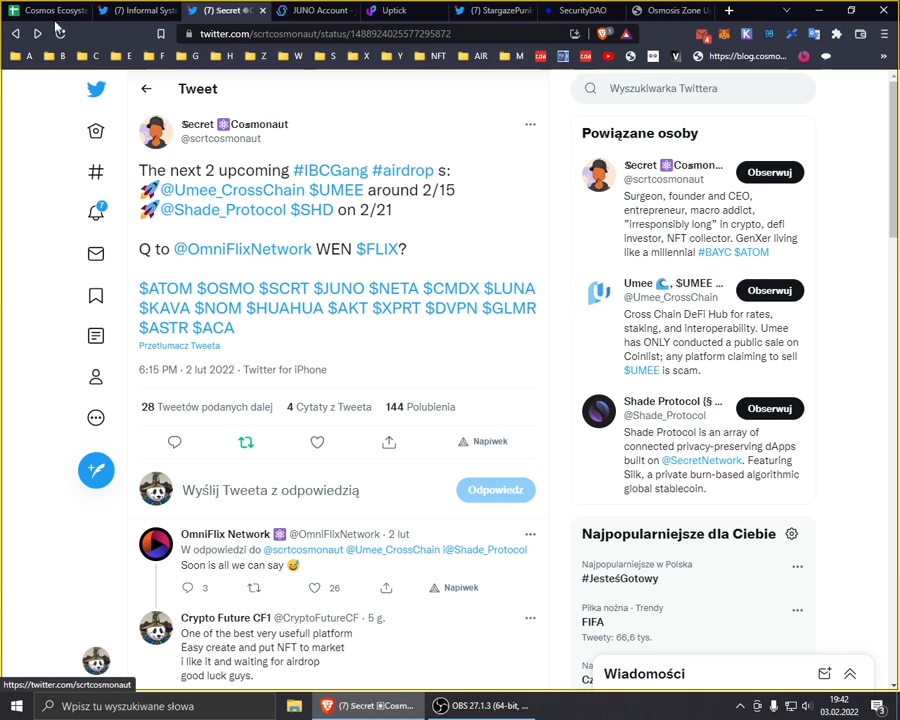 Cosmos Ecosyste
(7) Informal Syst
(7) Secret
JUNO Account -
Uptick
(7) StargazePunk
SecurityDAO
Osmosis Zone U
twitter.com/scrtcosmonaut/status/1488924025577295872
A
B
C
E
F
G
H
Z
W
S
X
Y
NFT
AIR
M
https://blog.cosmo...
»
Tweet
Secret ⚛Cosmonaut
@scrtcosmonaut
The next 2 upcoming #IBCGang #airdrop s:
🚀@Umee_CrossChain $UMEE around 2/15
🚀@Shade_Protocol $SHD on 2/21
Q to @OmniFlixNetwork WEN $FLIX?
$ATOM $OSMO $SCRT $JUNO $NETA $CMDX $LUNA
$KAVA $NOM $HUAHUA $AKT $XPRT $DVPN $GLMR
$ASTR $ACA
Przetłumacz Tweeta
6:15 PM · 2 lut 2022 · Twitter for iPhone
28 Tweetów podanych dalej 4 Cytaty z Tweeta 144 Polubienia
Napiwek
Wyślij Tweeta z odpowiedzią
Odpowiedz
OmniFlix Network ⚛ @OmniFlixNetwork · 2 lut
W odpowiedzi do @scrtcosmonaut @Umee_CrossChain i@Shade_Protocol
Soon is all we can say 😅
3 26 Napiwek
Crypto Future CF1 @CryptoFutureCF · 5 g.
One of the best very usefull platform
Easy create and put NFT to market
i like it and waiting for airdrop
good luck guys.
7
Wyszukiwarka Twittera
Powiązane osoby
Secret ⚛Cosmon...
@scrtcosmonaut
Obserwuj
Surgeon, founder and CEO,
entrepreneur, macro addict,
"irresponsibly long" in crypto, defi
investor, NFT collector. GenXer living
like a millennial #BAYC $ATOM
Umee 🌊, $UMEE ...
@Umee_CrossChain
Obserwuj
Cross Chain DeFi Hub for rates,
staking, and interoperability. Umee
has ONLY conducted a public sale on
Coinlist; any platform claiming to sell
$UMEE is scam.
Shade Protocol {§ ...
@Shade_Protocol
Obserwuj
Shade Protocol is an array of
connected privacy-preserving dApps
built on @SecretNetwork. Featuring
Silk, a private burn-based algorithmic
global stablecoin.
Najpopularniejsze dla Ciebie
Najpopularniejsze w Polsce
#JesteśGotowy
Piłka nożna · Trendy
FIFA
Tweety: 66,6 tys.
Wiadomości
https://twitter.com/scrtcosmonaut
Wpisz tu wyszukiwane słowa
(7) Secret ⚛Cosm...
OBS 27.1.3 (64-bit, ...
19:42
03.02.2022
3